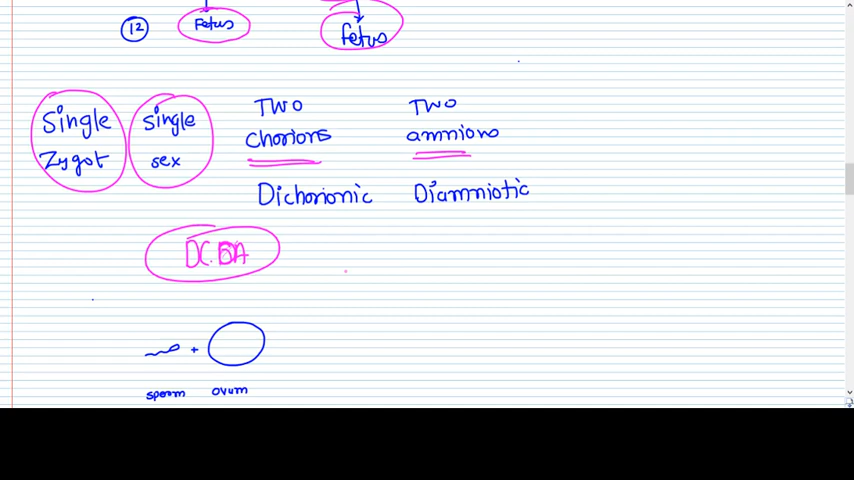 Fetus
12
fetus
Single
Zygot
Single
sex
TWO
chorions
TWO
amnions
Dichorionic
Diamniotic
DC.DA
+
sperm
ovum